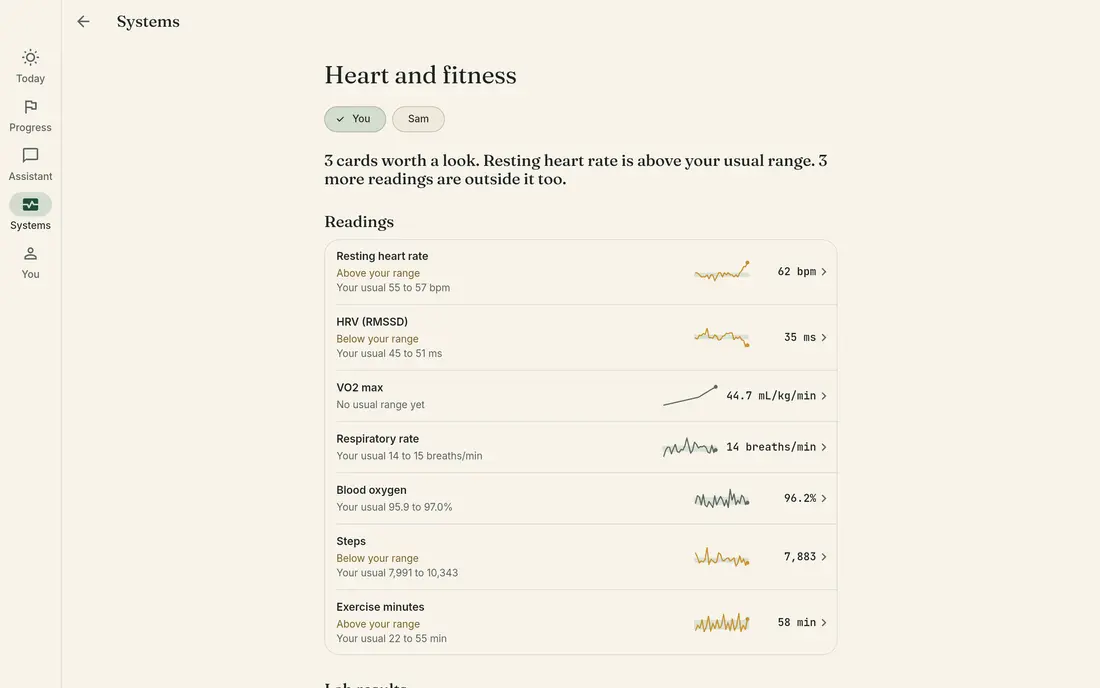 Systems
Today
Progress
Assistant
Systems
You
Heart and fitness
You
Sam
3 cards worth a look. Resting heart rate is above your usual range. 3
more readings are outside it too.
Readings
Resting heart rate
Above your range
Your usual 55 to 57 bpm
62 bpm
HRV (RMSSD)
Below your range
Your usual 45 to 51 ms
35 ms
VO2 max
No usual range yet
44.7 mL/kg/min
Respiratory rate
Your usual 14 to 15 breaths/min
14 breaths/min
Blood oxygen
Your usual 95.9 to 97.0%
96.2%
Steps
Below your range
Your usual 7,991 to 10,343
7,883
Exercise minutes
Above your range
Your usual 22 to 55 min
58 min